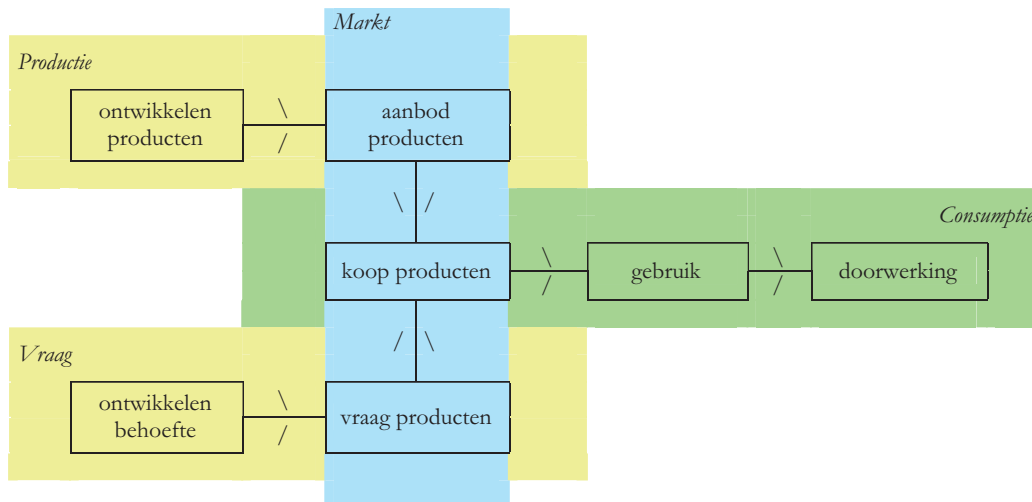 Markt
Productie
ontwikkelen
producten
aanbod
producten
Consumptie
koop producten
gebruik
doorwerking
Vraag
ontwikkelen
behoefte
vraag producten